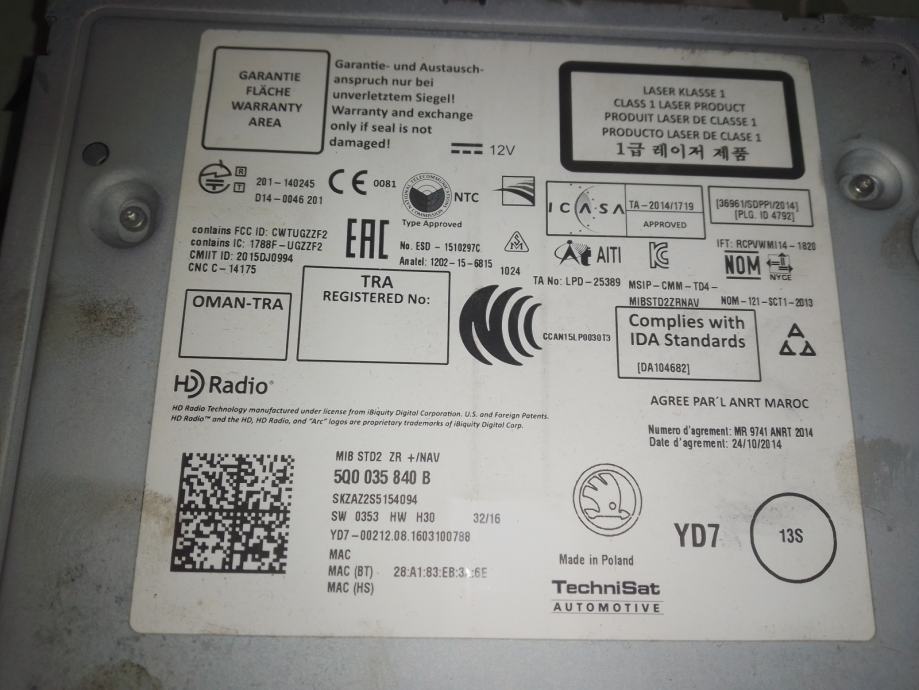 GARANTIE
FLÄCHE
WARRANTY
AREA
Garantie- und Austausch-
anspruch nur bei
unverletztem Siegel!
Warranty and exchange
only if seal is not
damaged!
12V
LASER KLASSE 1
CLASS 1 LASER PRODUCT
PRODUIT LASER DE CLASSE 1
PRODUCTO LASER DE CLASE 1
1급 레이저 제품
R
T
201-140245
D14-0046 201
CE 0081
NTC
Type Approved
ICASA
TA-2014/1719
APPROVED
[36961/SDPPI/2014]
[PLG. ID 4792]
contains FCC ID: CWTUGZZF2
contains IC: 1788F-UGZZF2
CMIIT ID: 2015DJ0994
CNC C-14175
EAC
No. ESD - 1510297C
Anatel: 1202-15-6815
1024
AITI
TA No: LPD-25389
MSIP-CMM-TD4-
MIBSTD2ZRNAV
IFT: RCPVWMI14-1820
NOM
NYCE
NOM-121-SCT1-2013
OMAN-TRA
TRA
REGISTERED No:
CCAN15LP0030T3
Complies with
IDA Standards
[DA104682]
HD Radio®
HD Radio Technology manufactured under license from iBiquity Digital Corporation. U.S. and Foreign Patents.
HD Radio™ and the HD, HD Radio, and "Arc" logos are proprietary trademarks of iBiquity Digital Corp.
AGREE PAR´L ANRT MAROC
Numero d'agrement: MR 9741 ANRT 2014
Date d'agrement: 24/10/2014
MIB STD2 ZR +/NAV
5Q0 035 840 B
SKZAZ2S5154094
SW 0353 HW H30 32/16
YD7-00212.08.1603100788
MAC
MAC (BT)
MAC (HS)
Made in Poland
TechniSat
AUTOMOTIVE
YD7
13S